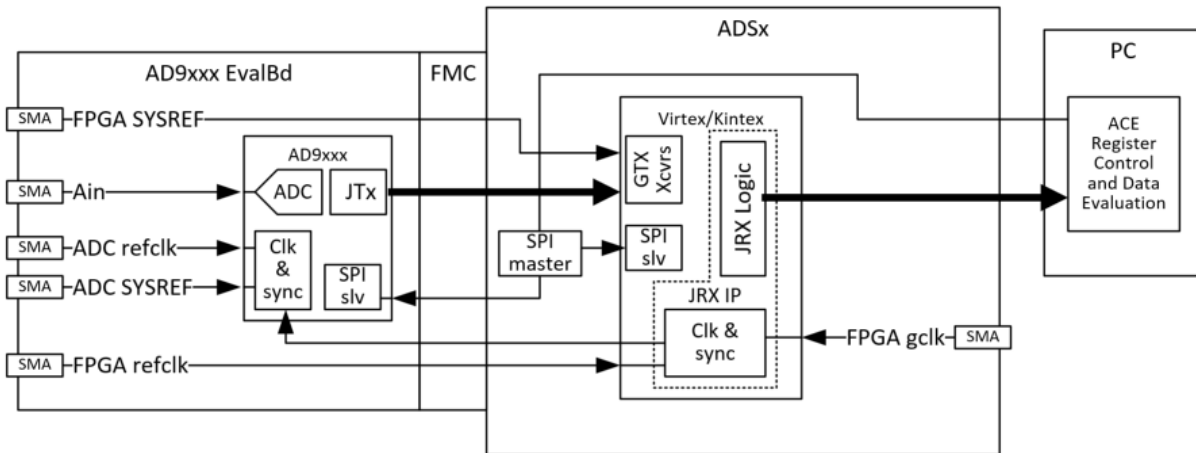 ADSx
PC
AD9xxx EvalBd
FMC
SMA
FPGA SYSREF
Virtex/Kintex
ACE
Register
Control
and Data
Evaluation
AD9xxx
GTX
Xcvrs
JRX Logic
SMA
Ain
ADC
JTx
SMA
ADC refclk
Clk
&
sync
SPI
master
SPI
slv
SMA
ADC SYSREF
SPI
slv
JRX IP
Clk &
sync
FPGA gclk
SMA
SMA
FPGA refclk